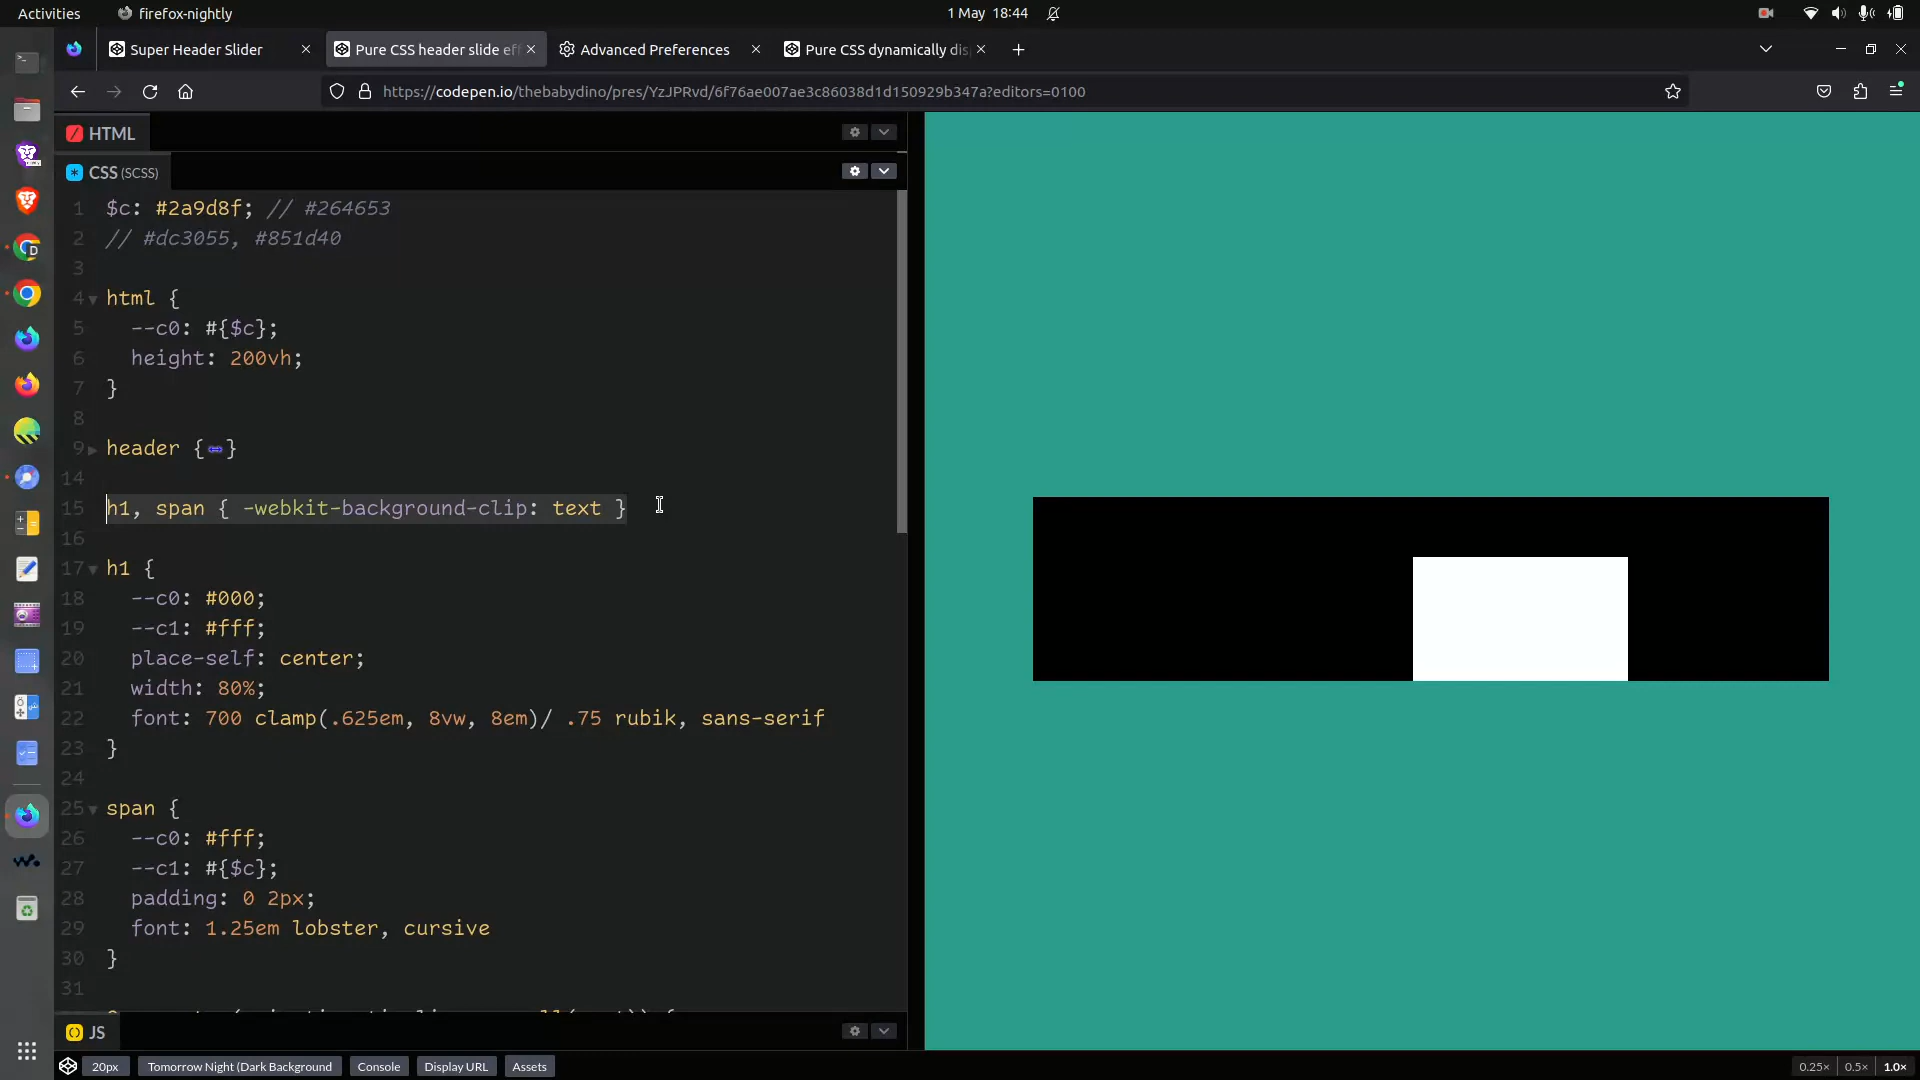 Activities
firefox-nightly
1 May 18:44
Super Header Slider
Pure CSS header slide ef
Advanced Preferences
Pure CSS dynamically dis
https://codepen.io/thebabydino/pres/YzJPRvd/6f76ae007ae3c86038d1d150929b347a?editors=0100
HTML
CSS (SCSS)
1 $c: #2a9d8f; // #264653
2 // #dc3055, #851d40
3
4 html {
5 --c0: #{$c};
6 height: 200vh;
7 }
8
9 header {↔}
14
15 h1, span { -webkit-background-clip: text }
16
17 h1 {
18 --c0: #000;
19 --c1: #fff;
20 place-self: center;
21 width: 80%;
22 font: 700 clamp(.625em, 8vw, 8em)/ .75 rubik, sans-serif
23 }
24
25 span {
26 --c0: #fff;
27 --c1: #{$c};
28 padding: 0 2px;
29 font: 1.25em lobster, cursive
30 }
31
JS
20px
Tomorrow Night (Dark Background
Console
Display URL
Assets
0.25×
0.5×
1.0×